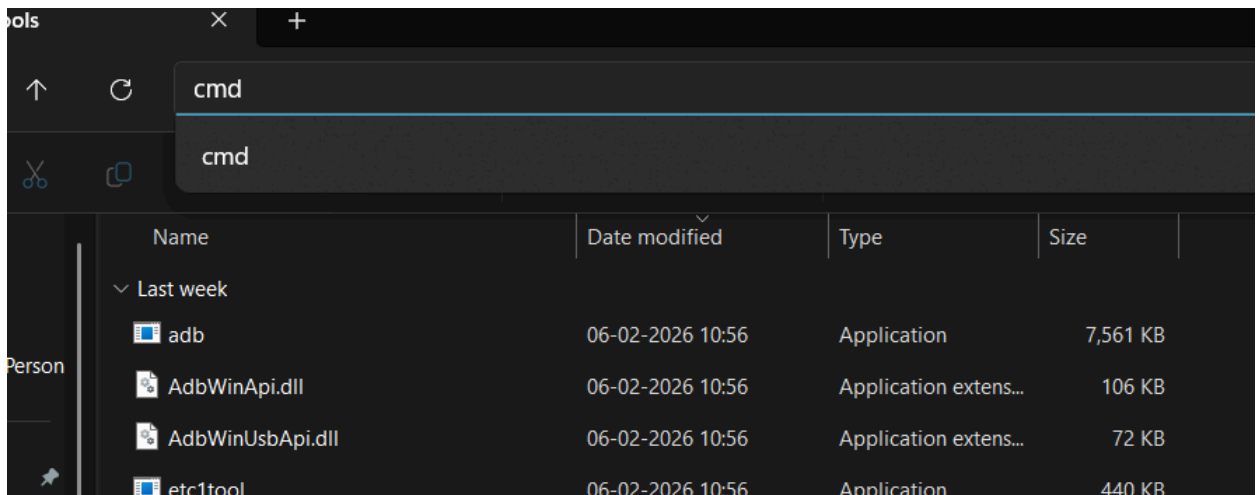 ools
cmd
cmd
Name Date modified Type Size
Last week
adb 06-02-2026 10:56 Application 7,561 KB
Person
AdbWinApi.dll 06-02-2026 10:56 Application extens... 106 KB
AdbWinUsbApi.dll 06-02-2026 10:56 Application extens... 72 KB
etc1tool 06-02-2026 10:56 Application 440 KB